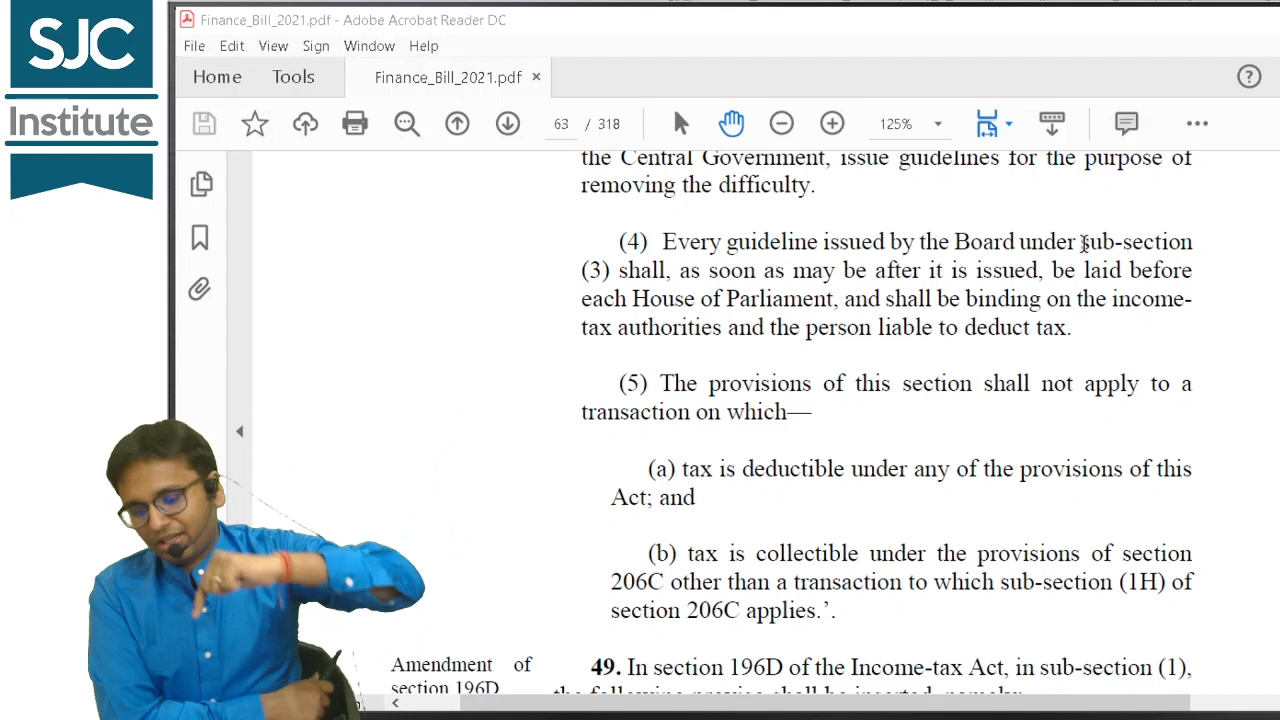 SJC
Institute
Finance_Bill_2021.pdf - Adobe Acrobat Reader DC
File Edit View Sign Window Help
Home Tools Finance_Bill_2021.pdf ×
63 / 318 125%
the Central Government, issue guidelines for the purpose of
removing the difficulty.
(4) Every guideline issued by the Board under sub-section
(3) shall, as soon as may be after it is issued, be laid before
each House of Parliament, and shall be binding on the income-
tax authorities and the person liable to deduct tax.
(5) The provisions of this section shall not apply to a
transaction on which—
(a) tax is deductible under any of the provisions of this
Act; and
(b) tax is collectible under the provisions of section
206C other than a transaction to which sub-section (1H) of
section 206C applies.’.
Amendment of
section 196D
49. In section 196D of the Income-tax Act, in sub-section (1),
the following proviso shall be inserted, namely: